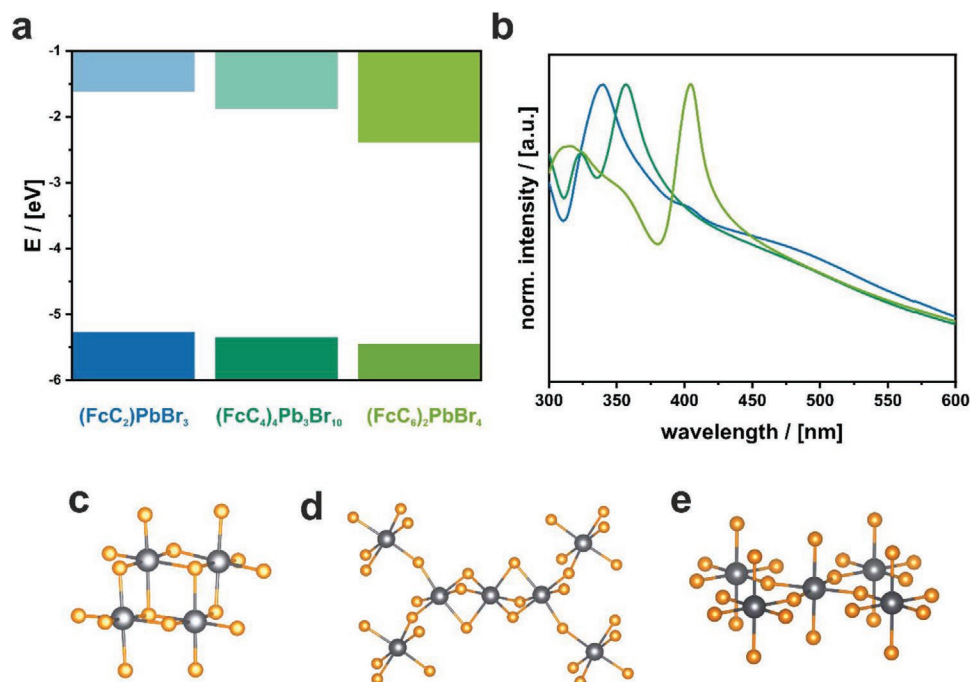 a
-1
-2
-3
-4
-5
-6
E / [eV]
(FcC₂)PbBr₃
(FcC₄)₄Pb₃Br₁₀
(FcC₆)₂PbBr₄
b
norm. intensity / [a.u.]
300
350
400
450
500
550
600
wavelength / [nm]
c
d
e